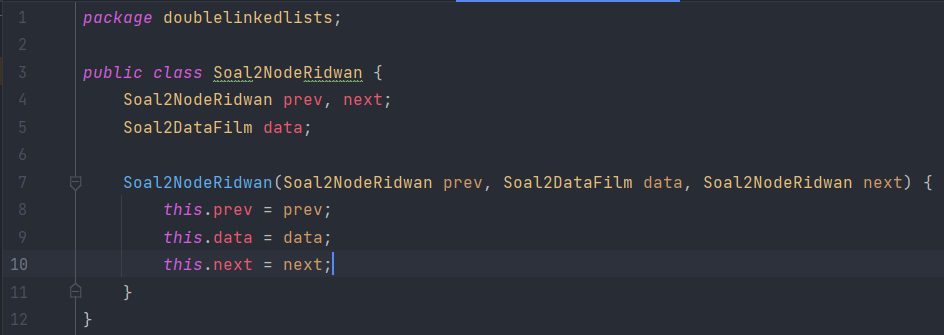 1 package doublelinkedlists;
2
3 public class Soal2NodeRidwan {
4 Soal2NodeRidwan prev, next;
5 Soal2DataFilm data;
6
7 Soal2NodeRidwan(Soal2NodeRidwan prev, Soal2DataFilm data, Soal2NodeRidwan next) {
8 this.prev = prev;
9 this.data = data;
10 this.next = next;
11 }
12 }